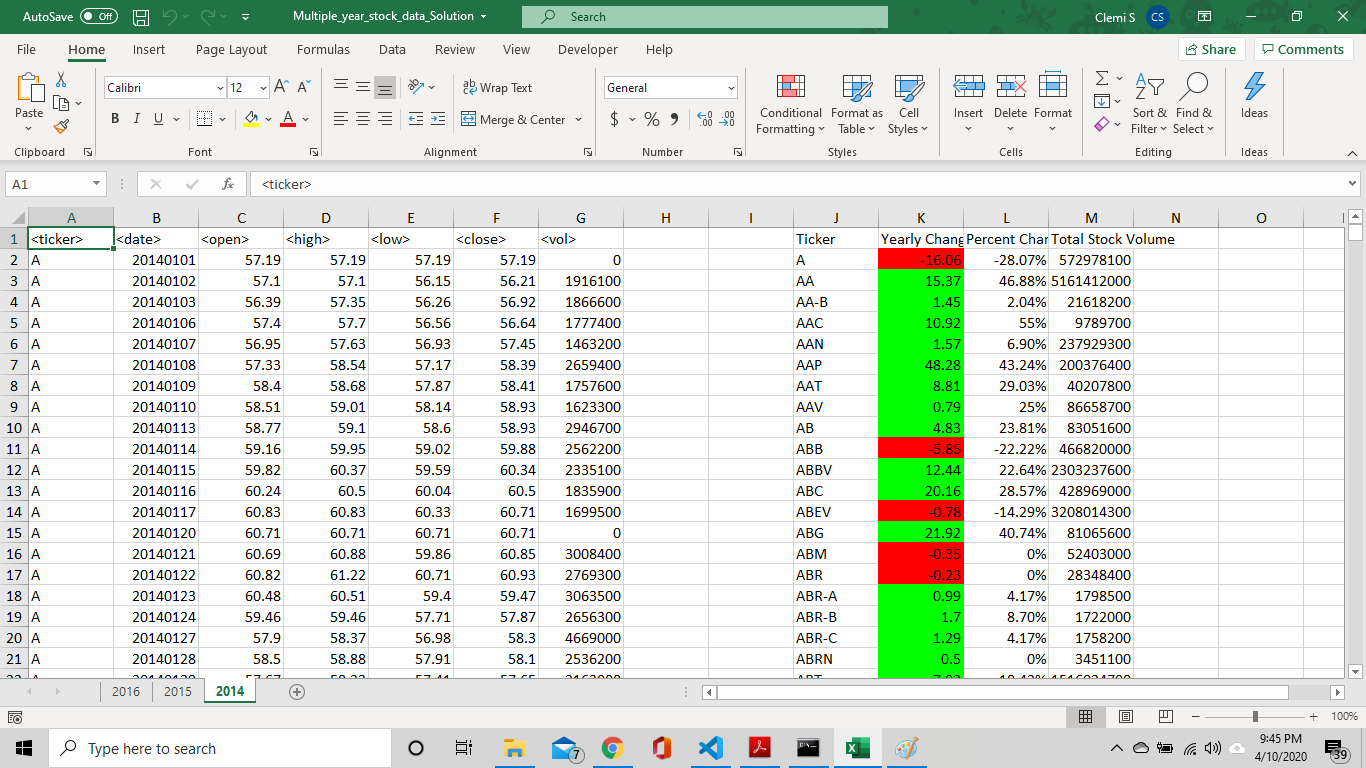 AutoSave Off Multiple_year_stock_data_Solution Search Clemi S CS
File Home Insert Page Layout Formulas Data Review View Developer Help Share Comments
Calibri 12 A A ab Wrap Text General
Paste B I U A Merge & Center $ % 9 .00 .00 Conditional Formatting Format as Table Cell Styles Insert Delete Format Sort & Filter Find & Select Ideas
Clipboard Font Alignment Number Styles Cells Editing Ideas
A1 fx <ticker>
A B C D E F G H I J K L M N O
1 <ticker> <date> <open> <high> <low> <close> <vol> Ticker Yearly Chang Percent Char Total Stock Volume
2 A 20140101 57.19 57.19 57.19 57.19 0 A -16.06 -28.07% 572978100
3 A 20140102 57.1 57.1 56.15 56.21 1916100 AA 15.37 46.88% 5161412000
4 A 20140103 56.39 57.35 56.26 56.92 1866600 AA-B 1.45 2.04% 21618200
5 A 20140106 57.4 57.7 56.56 56.64 1777400 AAC 10.92 55% 9789700
6 A 20140107 56.95 57.63 56.93 57.45 1463200 AAN 1.57 6.90% 237929300
7 A 20140108 57.33 58.54 57.17 58.39 2659400 AAP 48.28 43.24% 200376400
8 A 20140109 58.4 58.68 57.87 58.41 1757600 AAT 8.81 29.03% 40207800
9 A 20140110 58.51 59.01 58.14 58.93 1623300 AAV 0.79 25% 86658700
10 A 20140113 58.77 59.1 58.6 58.93 2946700 AB 4.83 23.81% 83051600
11 A 20140114 59.16 59.95 59.02 59.88 2562200 ABB -5.85 -22.22% 466820000
12 A 20140115 59.82 60.37 59.59 60.34 2335100 ABBV 12.44 22.64% 2303237600
13 A 20140116 60.24 60.5 60.04 60.5 1835900 ABC 20.16 28.57% 428969000
14 A 20140117 60.83 60.83 60.33 60.71 1699500 ABEV -0.78 -14.29% 3208014300
15 A 20140120 60.71 60.71 60.71 60.71 0 ABG 21.92 40.74% 81065600
16 A 20140121 60.69 60.88 59.86 60.85 3008400 ABM -0.35 0% 52403000
17 A 20140122 60.82 61.22 60.71 60.93 2769300 ABR -0.23 0% 28348400
18 A 20140123 60.48 60.51 59.4 59.47 3063500 ABR-A 0.99 4.17% 1798500
19 A 20140124 59.46 59.46 57.71 57.87 2656300 ABR-B 1.7 8.70% 1722000
20 A 20140127 57.9 58.37 56.98 58.3 4669000 ABR-C 1.29 4.17% 1758200
21 A 20140128 58.5 58.88 57.91 58.1 2536200 ABRN 0.5 0% 3451100
2016 2015 2014
100%
Type here to search 7 9:45 PM
4/10/2020 39